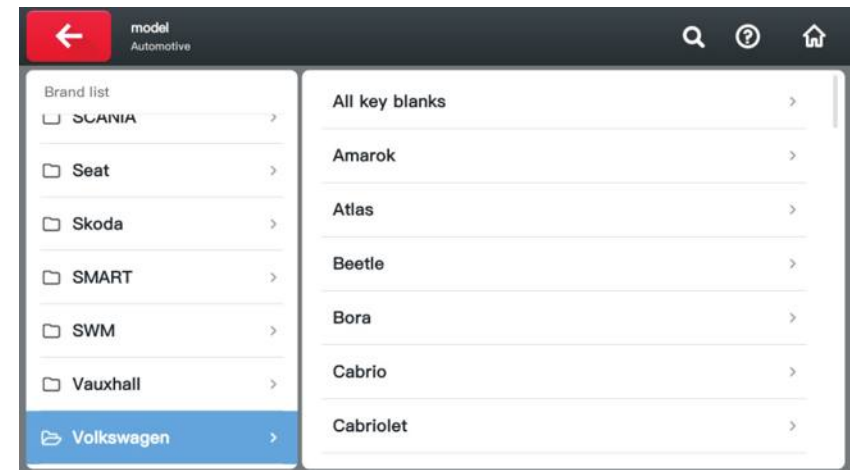 model
Automotive
Brand list
SCANIA
Seat
Skoda
SMART
SWM
Vauxhall
Volkswagen
All key blanks
Amarok
Atlas
Beetle
Bora
Cabrio
Cabriolet